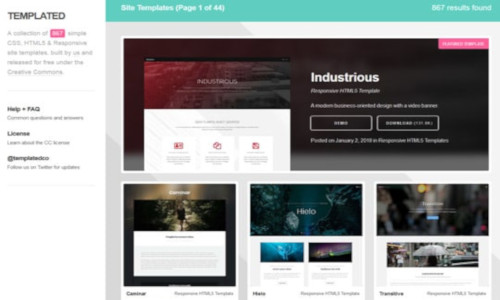 TEMPLATED
A collection of 867 simple
CSS, HTML5 & Responsive
site templates, built by us and
released for free under the
Creative Commons.
Help + FAQ
Common questions and answers
License
Learn about the CC license
@templatedco
Follow us on Twitter for updates
Site Templates (Page 1 of 44)
867 results found
FEATURED TEMPLATE
INDUSTRIOUS
Industrious
Responsive HTML5 Template
A modern business-oriented design with a video banner
DEMO
DOWNLOAD
Posted on January 2, 2019 in Responsive HTML5 Templates
Caminar
Hielo
Caminar
Responsive HTML5 Template
Hielo
Responsive HTML5 Template
Transitive
Responsive HTML5 Template